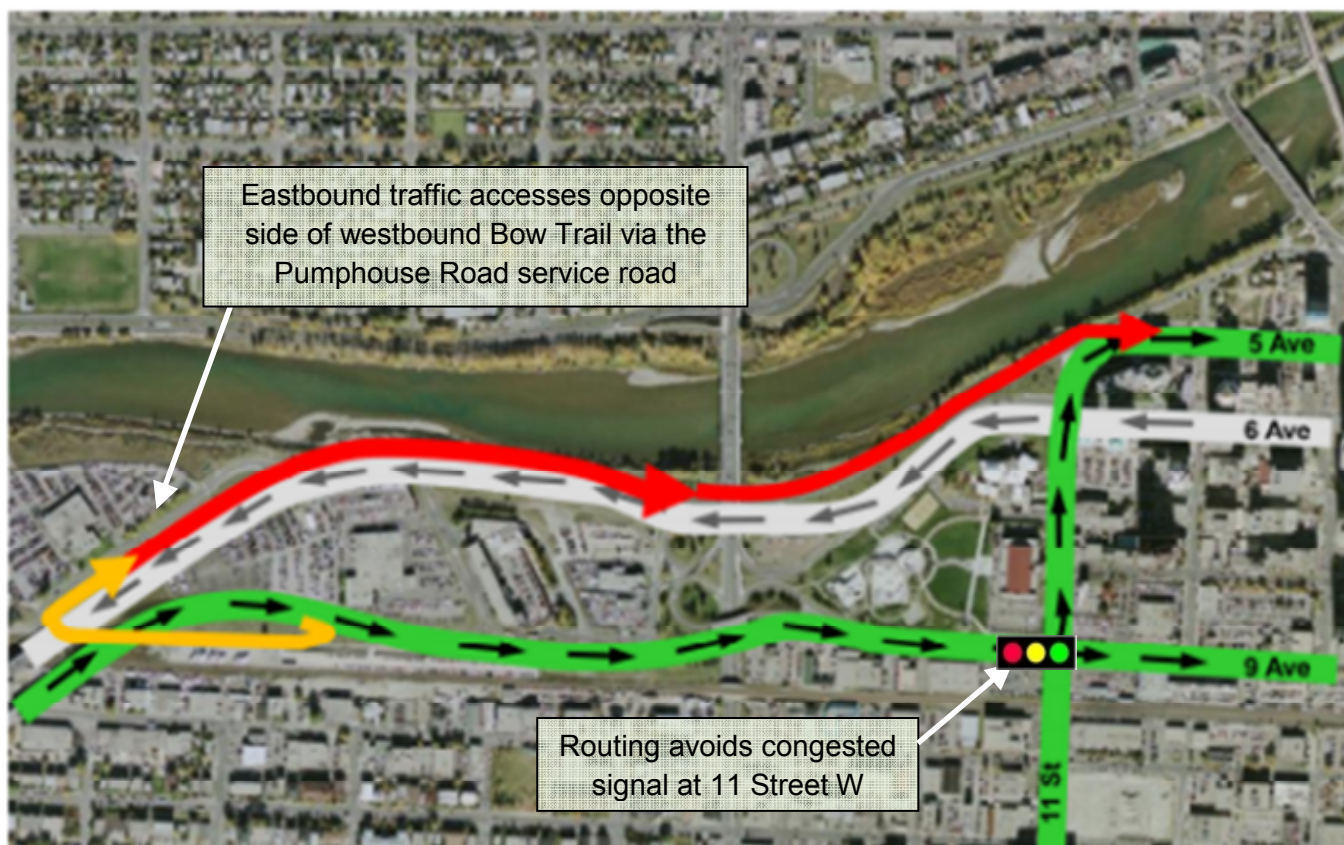 Eastbound traffic accesses opposite
side of westbound Bow Trail via the
Pumphouse Road service road
5 Ave
6 Ave
9 Ave
Routing avoids congested
signal at 11 Street W
11 St